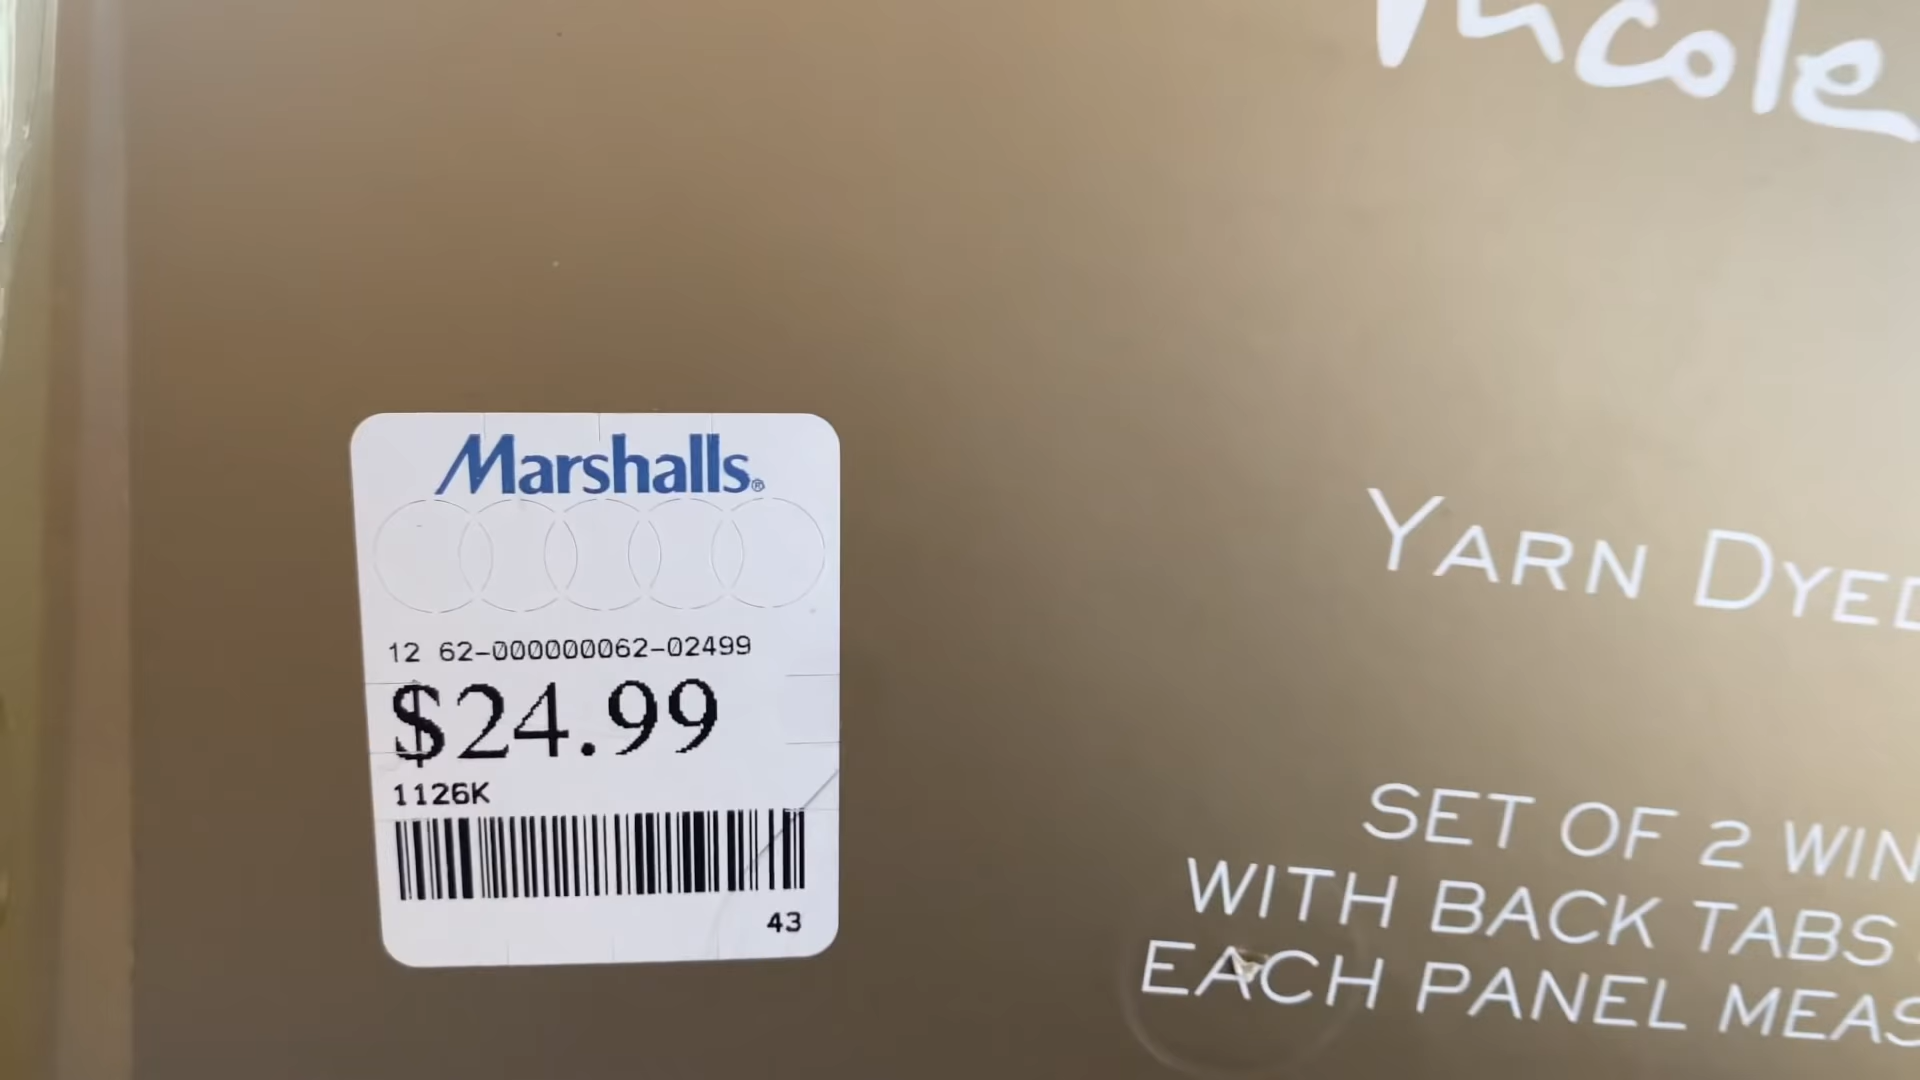 Nicole
Marshalls®
12 62-000000062-02499
$24.99
1126K
43
YARN DYED
SET OF 2 WIN
WITH BACK TABS
EACH PANEL MEAS